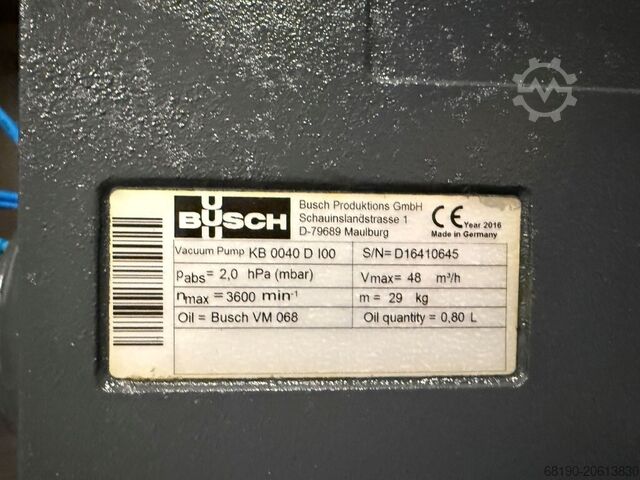 BUSCH
Busch Produktions GmbH
Schauinslandstrasse 1
D-79689 Maulburg
CE Year 2016
Made in Germany
Vacuum Pump KB 0040 D I00
S/N= D16410645
pabs = 2,0 hPa (mbar)
Vmax= 48 m³/h
nmax =3600 min-1
m = 29 kg
Oil = Busch VM 068
Oil quantity = 0,80 L
68190-20613830